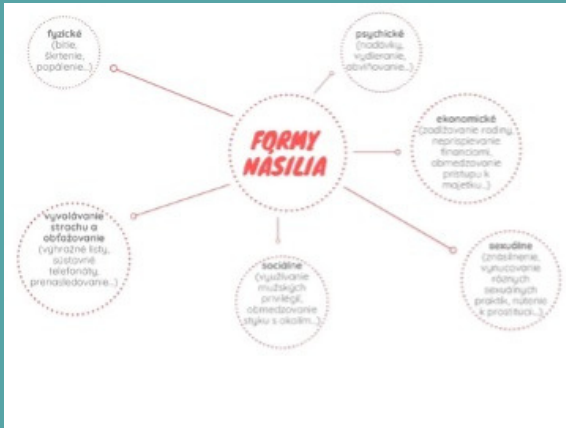 fyzické
(bitie,
škrtenie,
popálenie...)
psychické
(nadávky,
vydieranie,
obviňovanie...)
FORMY
NÁSILIA
ekonomické
(zadlžovanie rodiny,
neprispievanie
financiami,
obmedzovanie
prístupu k
majetku...)
vyvolávanie
strachu a
obťažovanie
(výhražné listy,
sústavné
telefonáty,
prenasledovanie...)
sociálne
(využívanie
mužských
privilégií,
obmedzovanie
styku s okolím...)
sexuálne
(znásilnenie,
vynucovanie
rôznych
sexuálnych
praktík, nútenie
k prostitúcii...)